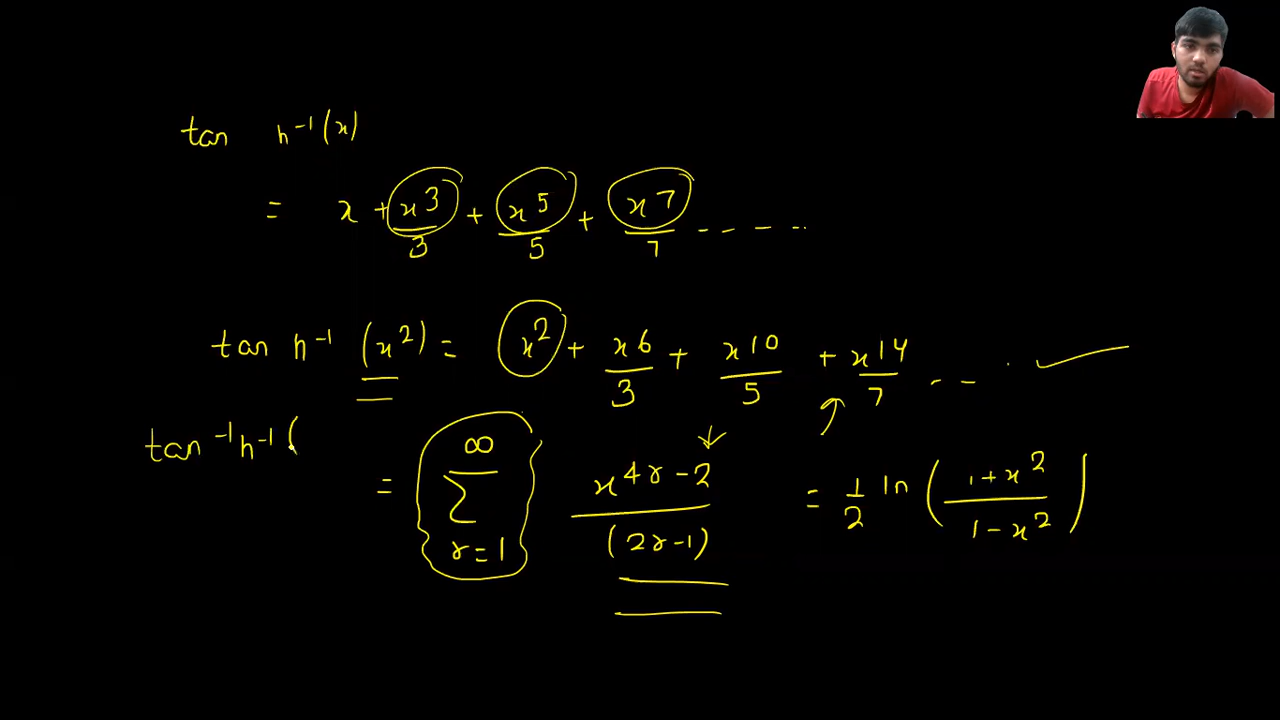 tan h⁻¹(x)
= x + x³/3 + x⁵/5 + x⁷/7 - - - - ..
tan h⁻¹ (x²) = x² + x⁶/3 + x¹⁰/5 + x¹⁴/7 - - .
tan⁻¹h⁻¹(
= ∞ Σ r=1 x⁴ʳ⁻²/(2r-1) = 1/2 ln (1+x²/1-x²)